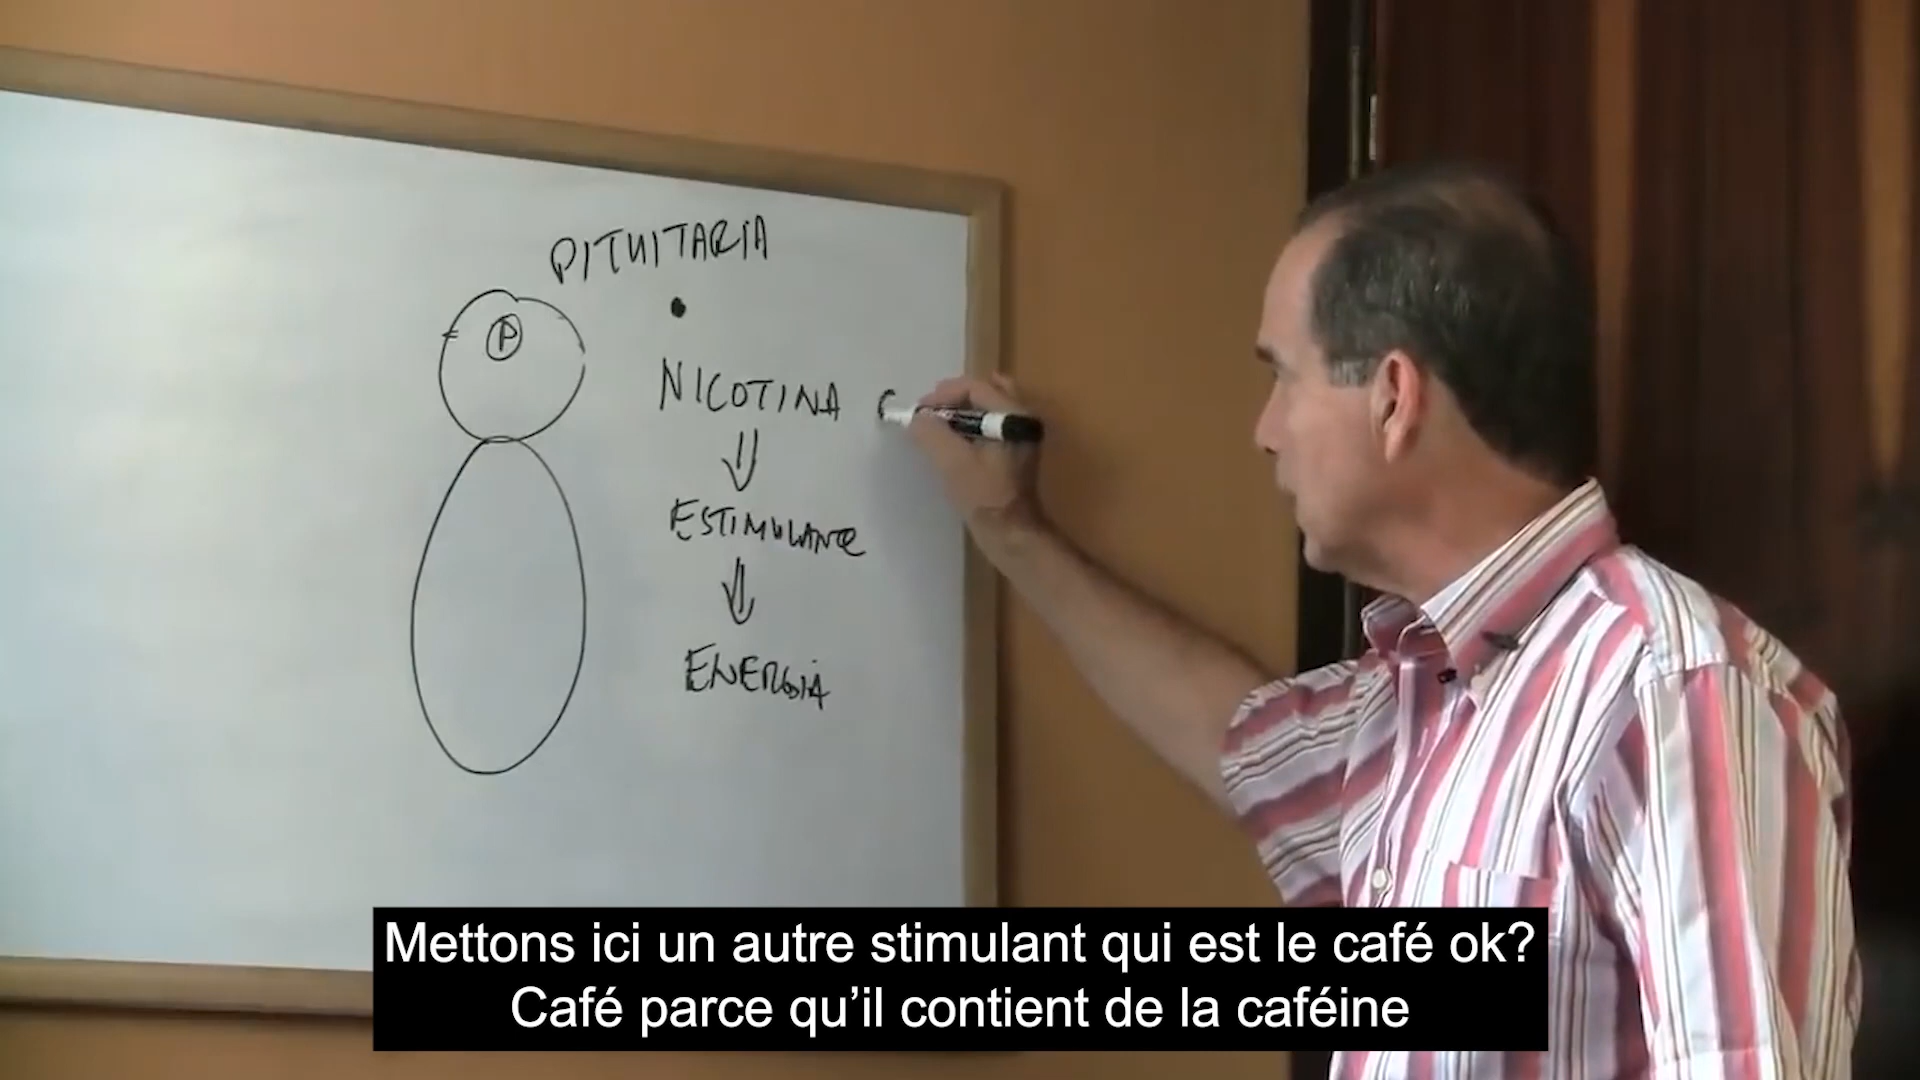 PITUITARIA
P
NICOTINA C
ESTIMULANTE
ENERGIA
Mettons ici un autre stimulant qui est le café ok?
Café parce qu’il contient de la caféine